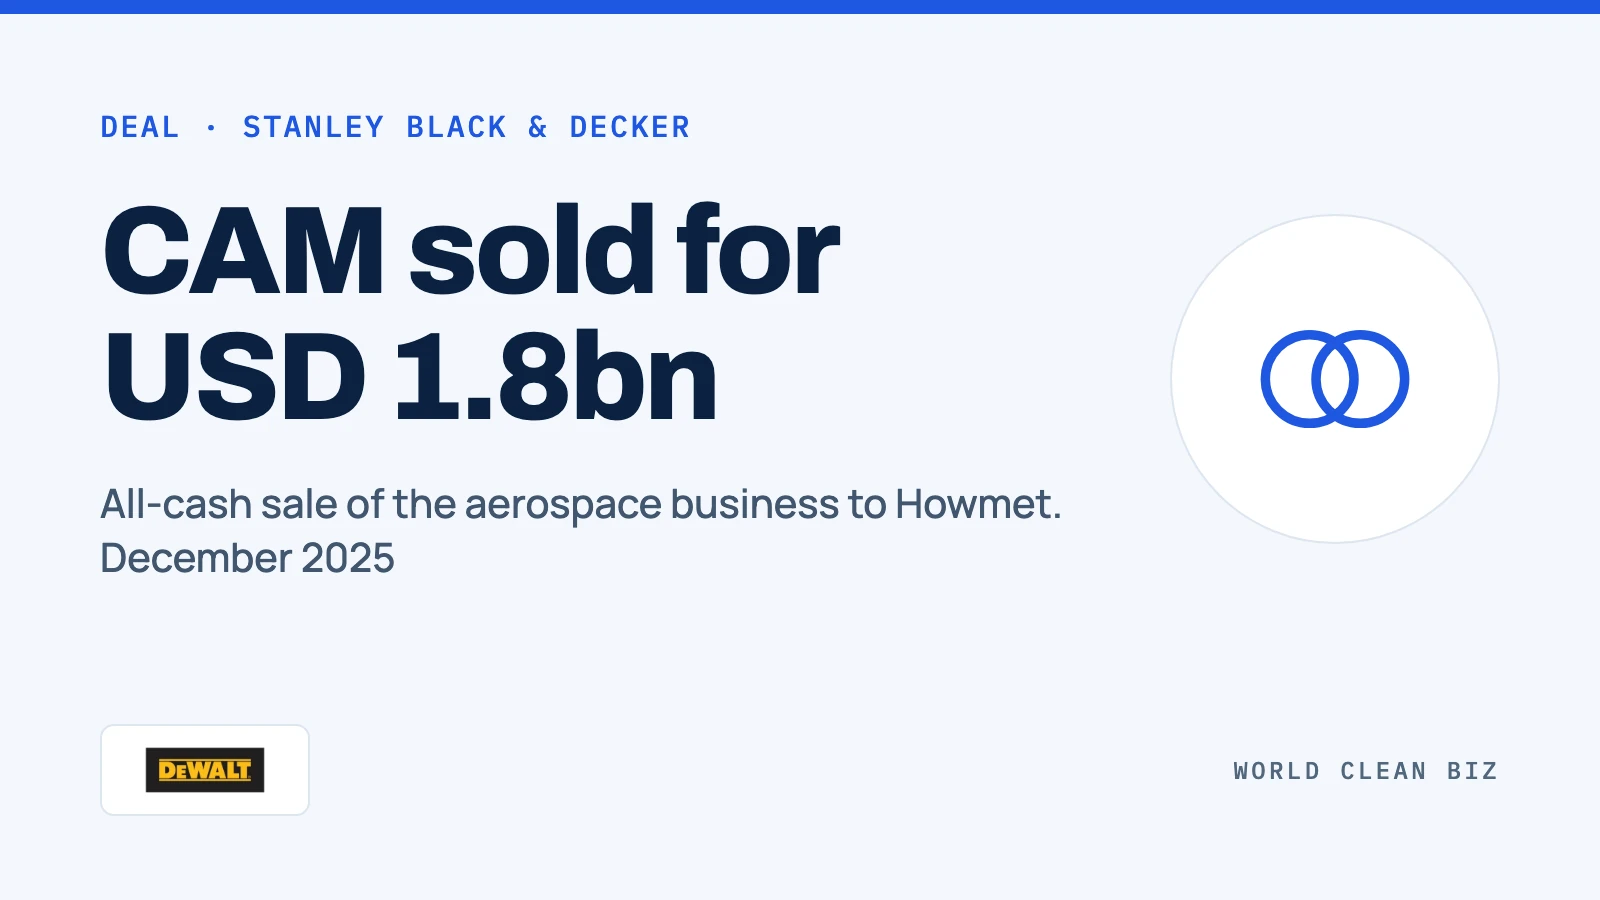 DEAL · STANLEY BLACK & DECKER
CAM sold for
USD 1.8bn
All-cash sale of the aerospace business to Howmet.
December 2025
DEWALT
WORLD CLEAN BIZ